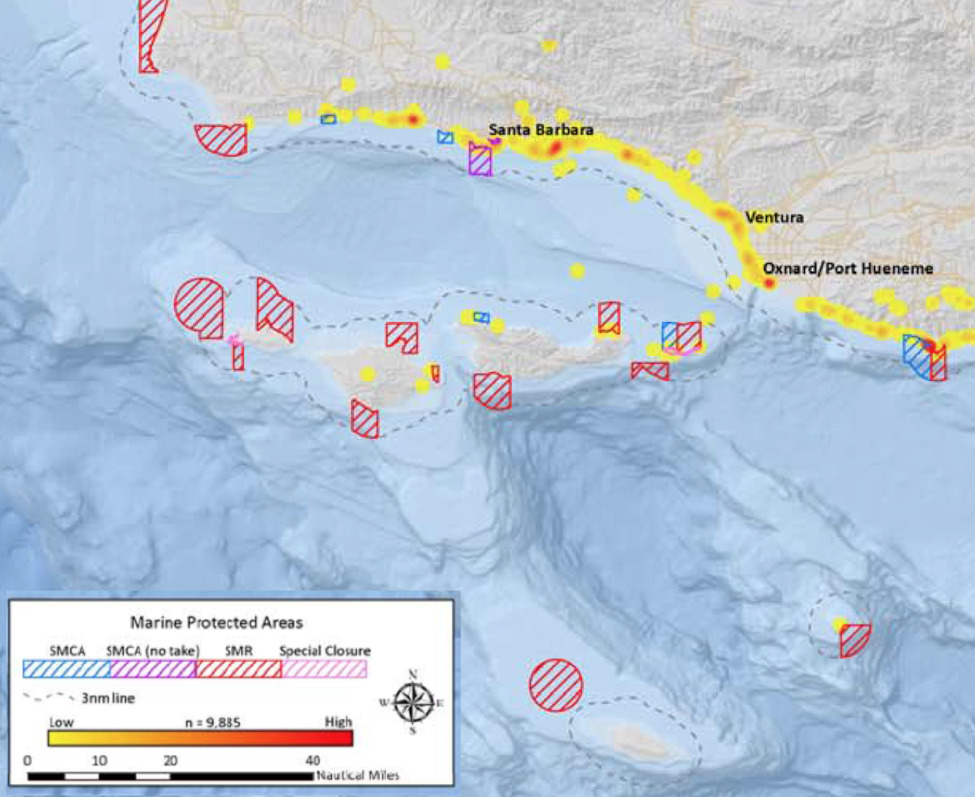 Santa Barbara
Ventura
Oxnard/Port Hueneme
Marine Protected Areas
SMCA SMCA (no take) SMR Special Closure
3nm line
N
W E
S
Low n = 9,885 High
0 10 20 40
Nautical Miles